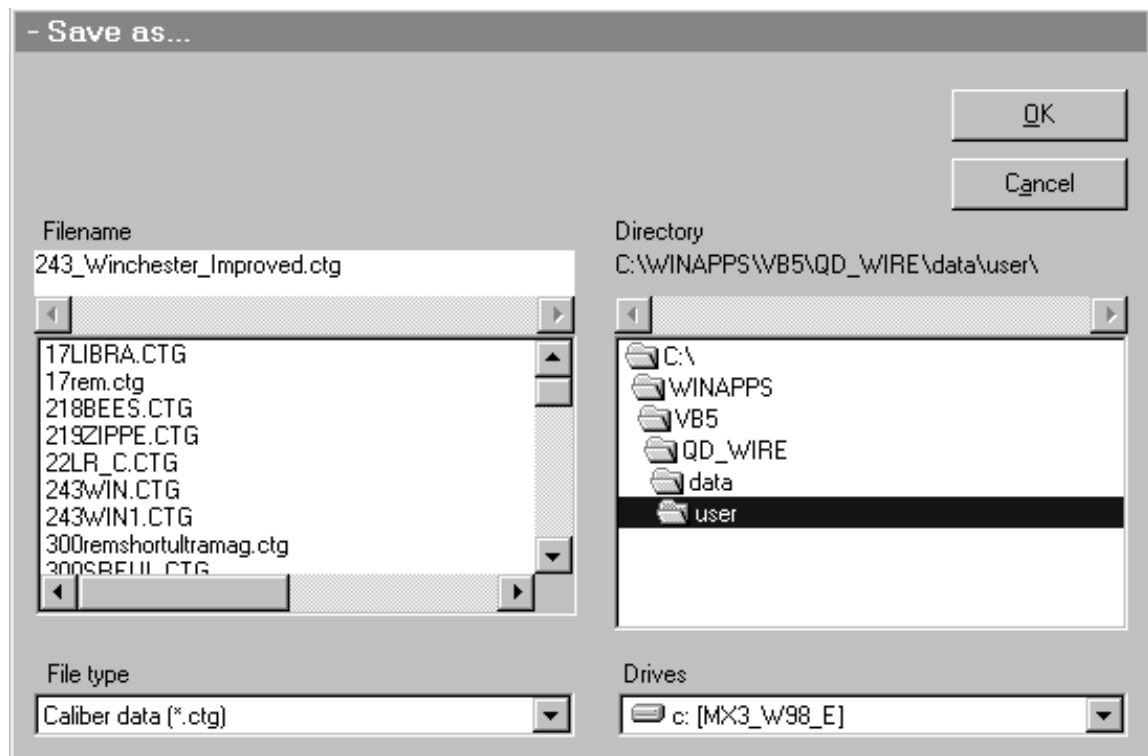 - Save as...
OK
Cancel
Filename
243_Winchester_Improved.ctg
17LIBRA.CTG
17rem.ctg
218BEES.CTG
219ZIPPE.CTG
22LR_C.CTG
243WIN.CTG
243WIN1.CTG
300remshortultramag.ctg
File type
Caliber data (*.ctg)
Directory
C:\WINAPPS\VB5\QD_WIRE\data\user\
C:\
WINAPPS
VB5
QD_WIRE
data
user
Drives
c: [MX3_W98_E]